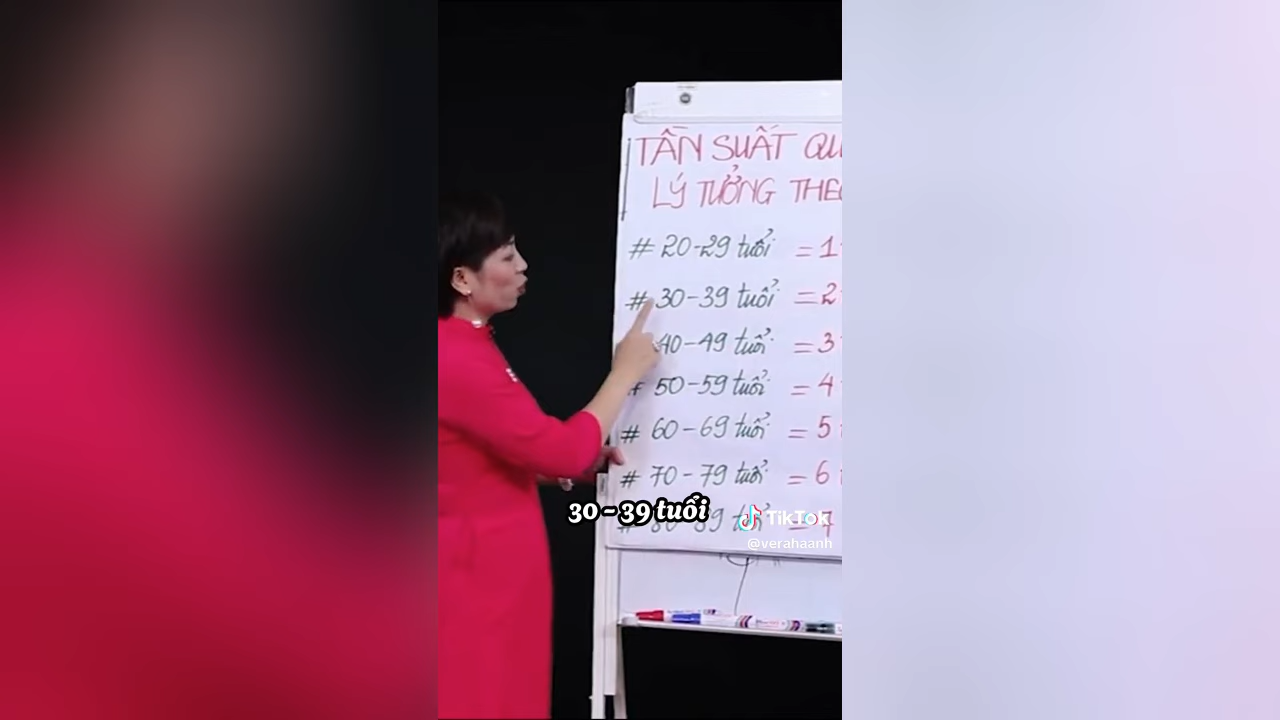 TẦN SUẤT QU
LÝ TƯỞNG THEO
# 20-29 tuổi = 1
# 30-39 tuổi = 2
40-49 tuổi = 3
# 50-59 tuổi = 4
# 60-69 tuổi = 5
# 70-79 tuổi = 6
30 - 39 tuổi
TikTok
@verahaanh